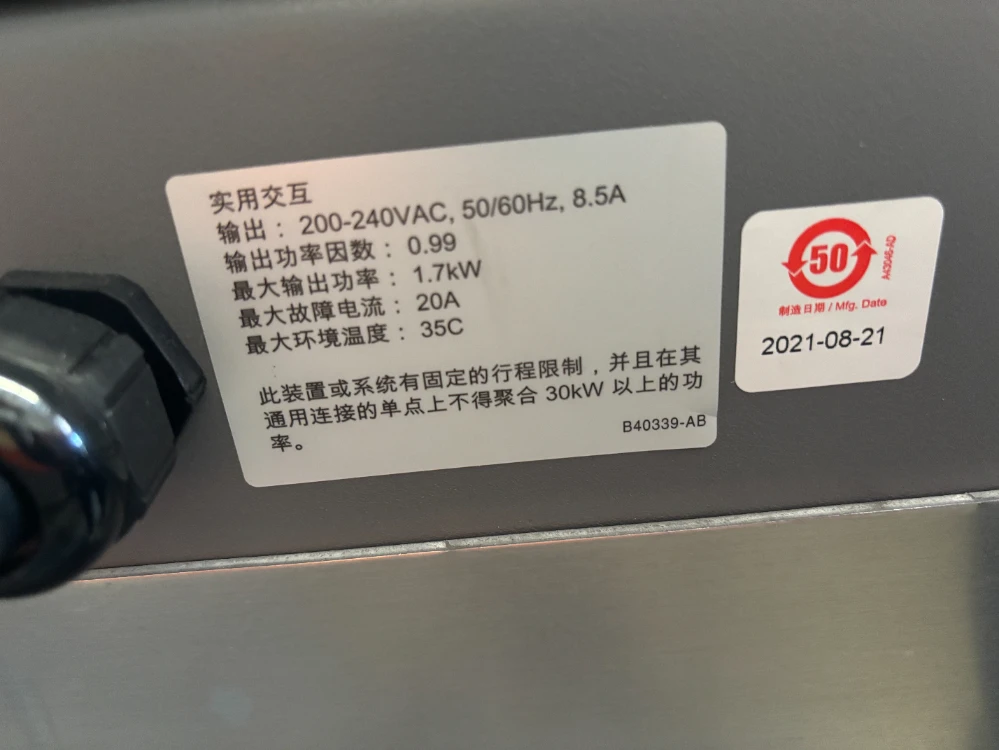 实用交互
输出： 200-240VAC, 50/60Hz, 8.5A
输出功率因数： 0.99
最大输出功率： 1.7kW
最大故障电流： 20A
最大环境温度： 35C
此装置或系统有固定的行程限制，并且在其
通用连接的单点上不得聚合 30kW 以上的功
率。
B40339-AB
50
A43046-AD
制造日期 / Mfg. Date
2021-08-21